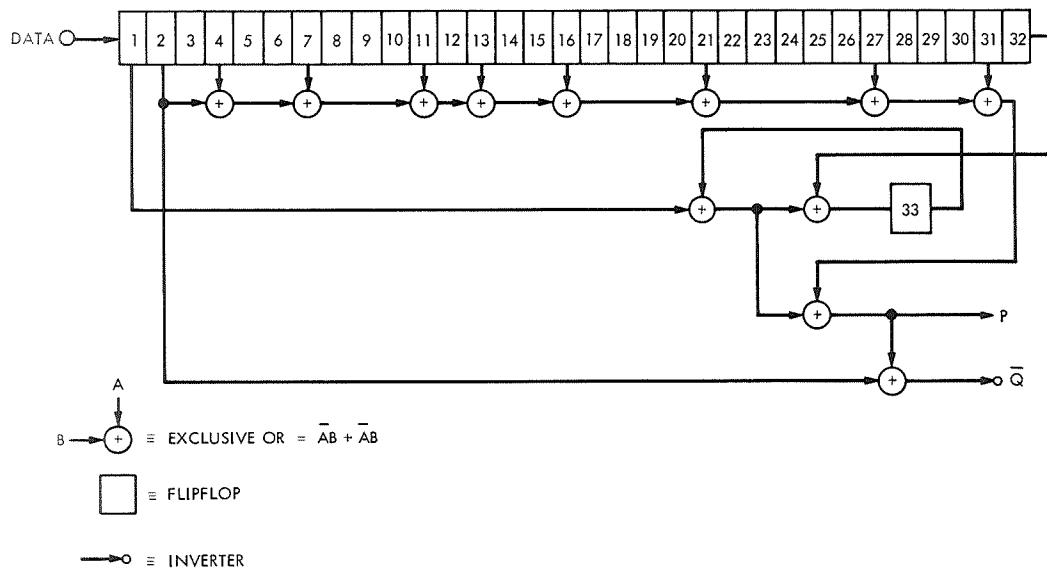 DATA
1 2 3 4 5 6 7 8 9 10 11 12 13 14 15 16 17 18 19 20 21 22 23 24 25 26 27 28 29 30 31 32
+ + + + + + + +
+ + 33
+ P
+ Q̅
A
B + ≡ EXCLUSIVE OR = A̅B + A̅B
≡ FLIPFLOP
≡ INVERTER